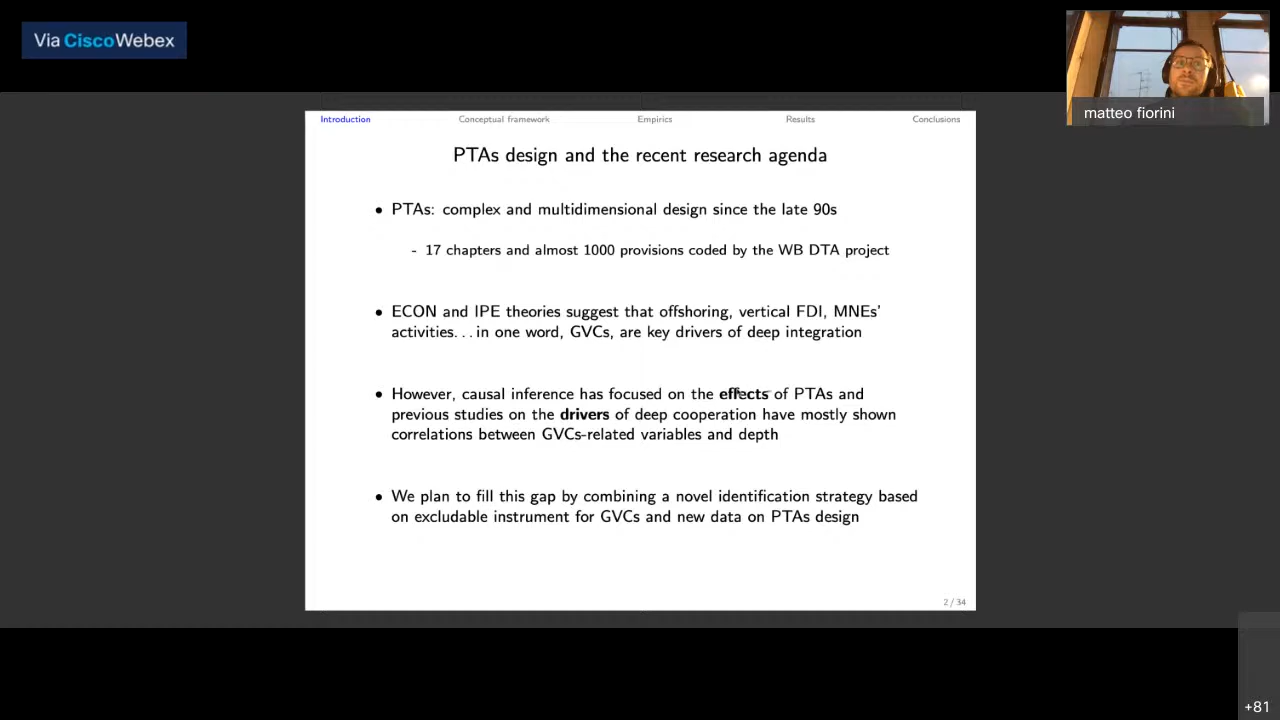 Via CiscoWebex
matteo fiorini
Introduction Conceptual framework Empirics Results Conclusions
PTAs design and the recent research agenda
• PTAs: complex and multidimensional design since the late 90s
- 17 chapters and almost 1000 provisions coded by the WB DTA project
• ECON and IPE theories suggest that offshoring, vertical FDI, MNEs'
activities...in one word, GVCs, are key drivers of deep integration
• However, causal inference has focused on the effects of PTAs and
previous studies on the drivers of deep cooperation have mostly shown
correlations between GVCs-related variables and depth
• We plan to fill this gap by combining a novel identification strategy based
on excludable instrument for GVCs and new data on PTAs design
2 / 34
+81